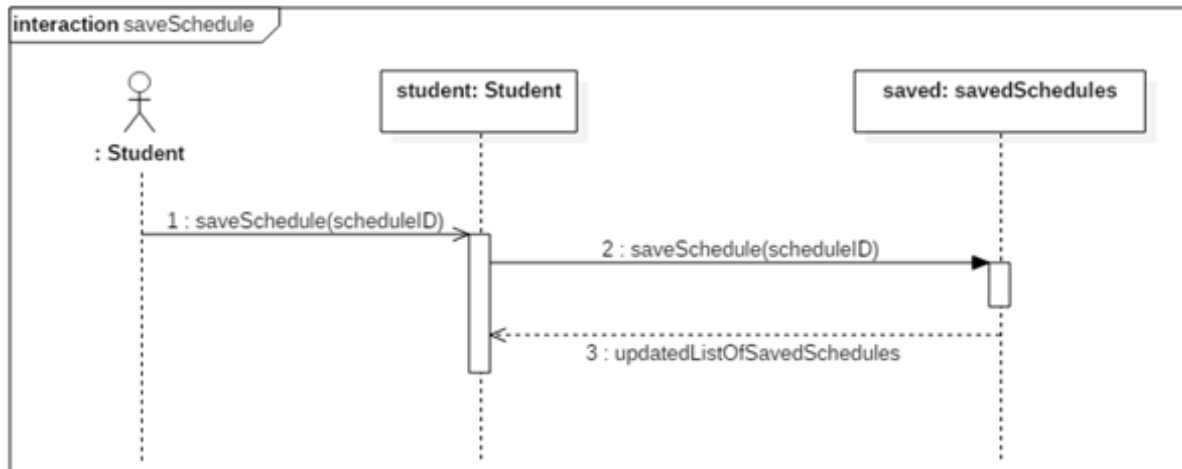 interaction saveSchedule
student: Student
saved: savedSchedules
: Student
1 : saveSchedule(scheduleID)
2 : saveSchedule(scheduleID)
3 : updatedListOfSavedSchedules